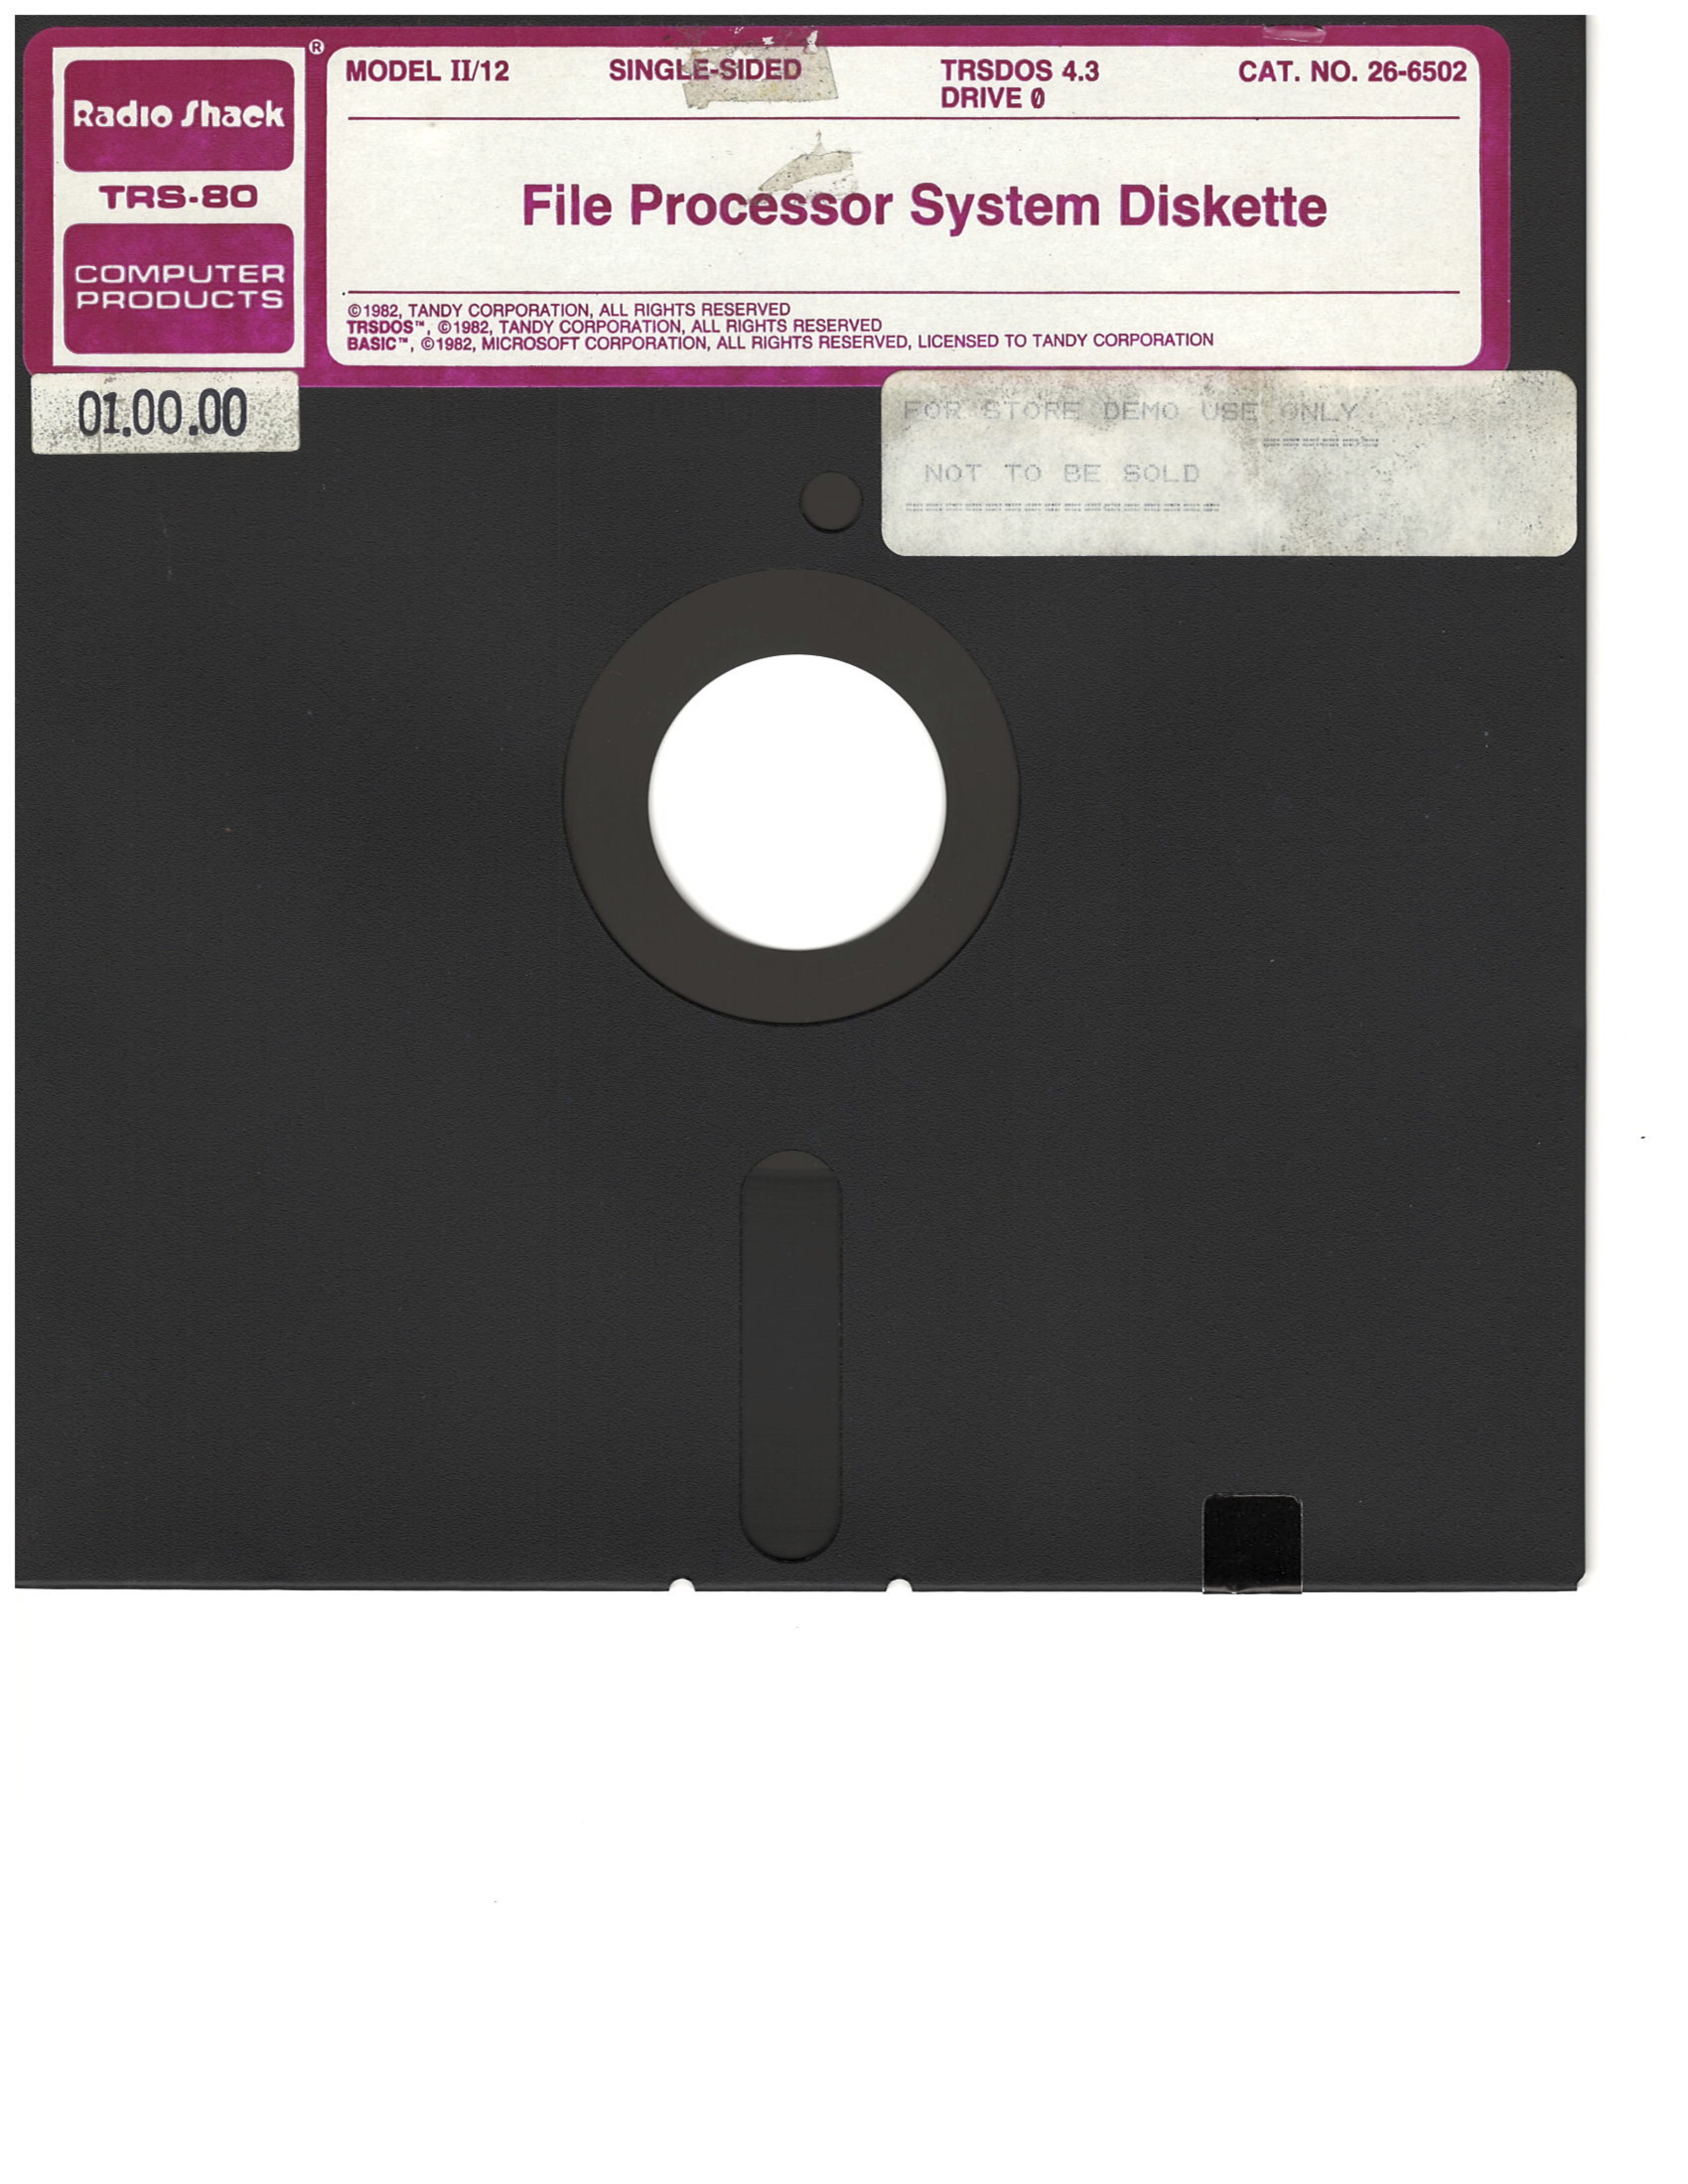 Radio Shack
®
TRS-80
COMPUTER
PRODUCTS
MODEL II/12 SINGLE-SIDED TRSDOS 4.3 CAT. NO. 26-6502
DRIVE 0
File Processor System Diskette
©1982, TANDY CORPORATION, ALL RIGHTS RESERVED
TRSDOS™, ©1982, TANDY CORPORATION, ALL RIGHTS RESERVED
BASIC™, ©1982, MICROSOFT CORPORATION, ALL RIGHTS RESERVED, LICENSED TO TANDY CORPORATION
01.00.00
FOR STORE DEMO USE ONLY
NOT TO BE SOLD